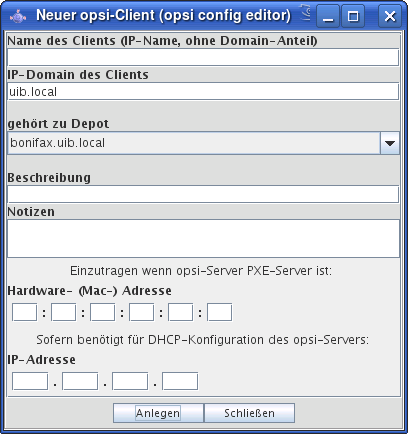 Neuer opsi-Client (opsi config editor)
Name des Clients (IP-Name, ohne Domain-Anteil)
IP-Domain des Clients
uib.local
gehört zu Depot
bonifax.uib.local
Beschreibung
Notizen
Einzutragen wenn opsi-Server PXE-Server ist:
Hardware- (Mac-) Adresse
: : : : :
Sofern benötigt für DHCP-Konfiguration des opsi-Servers:
IP-Adresse
. . .
Anlegen Schließen